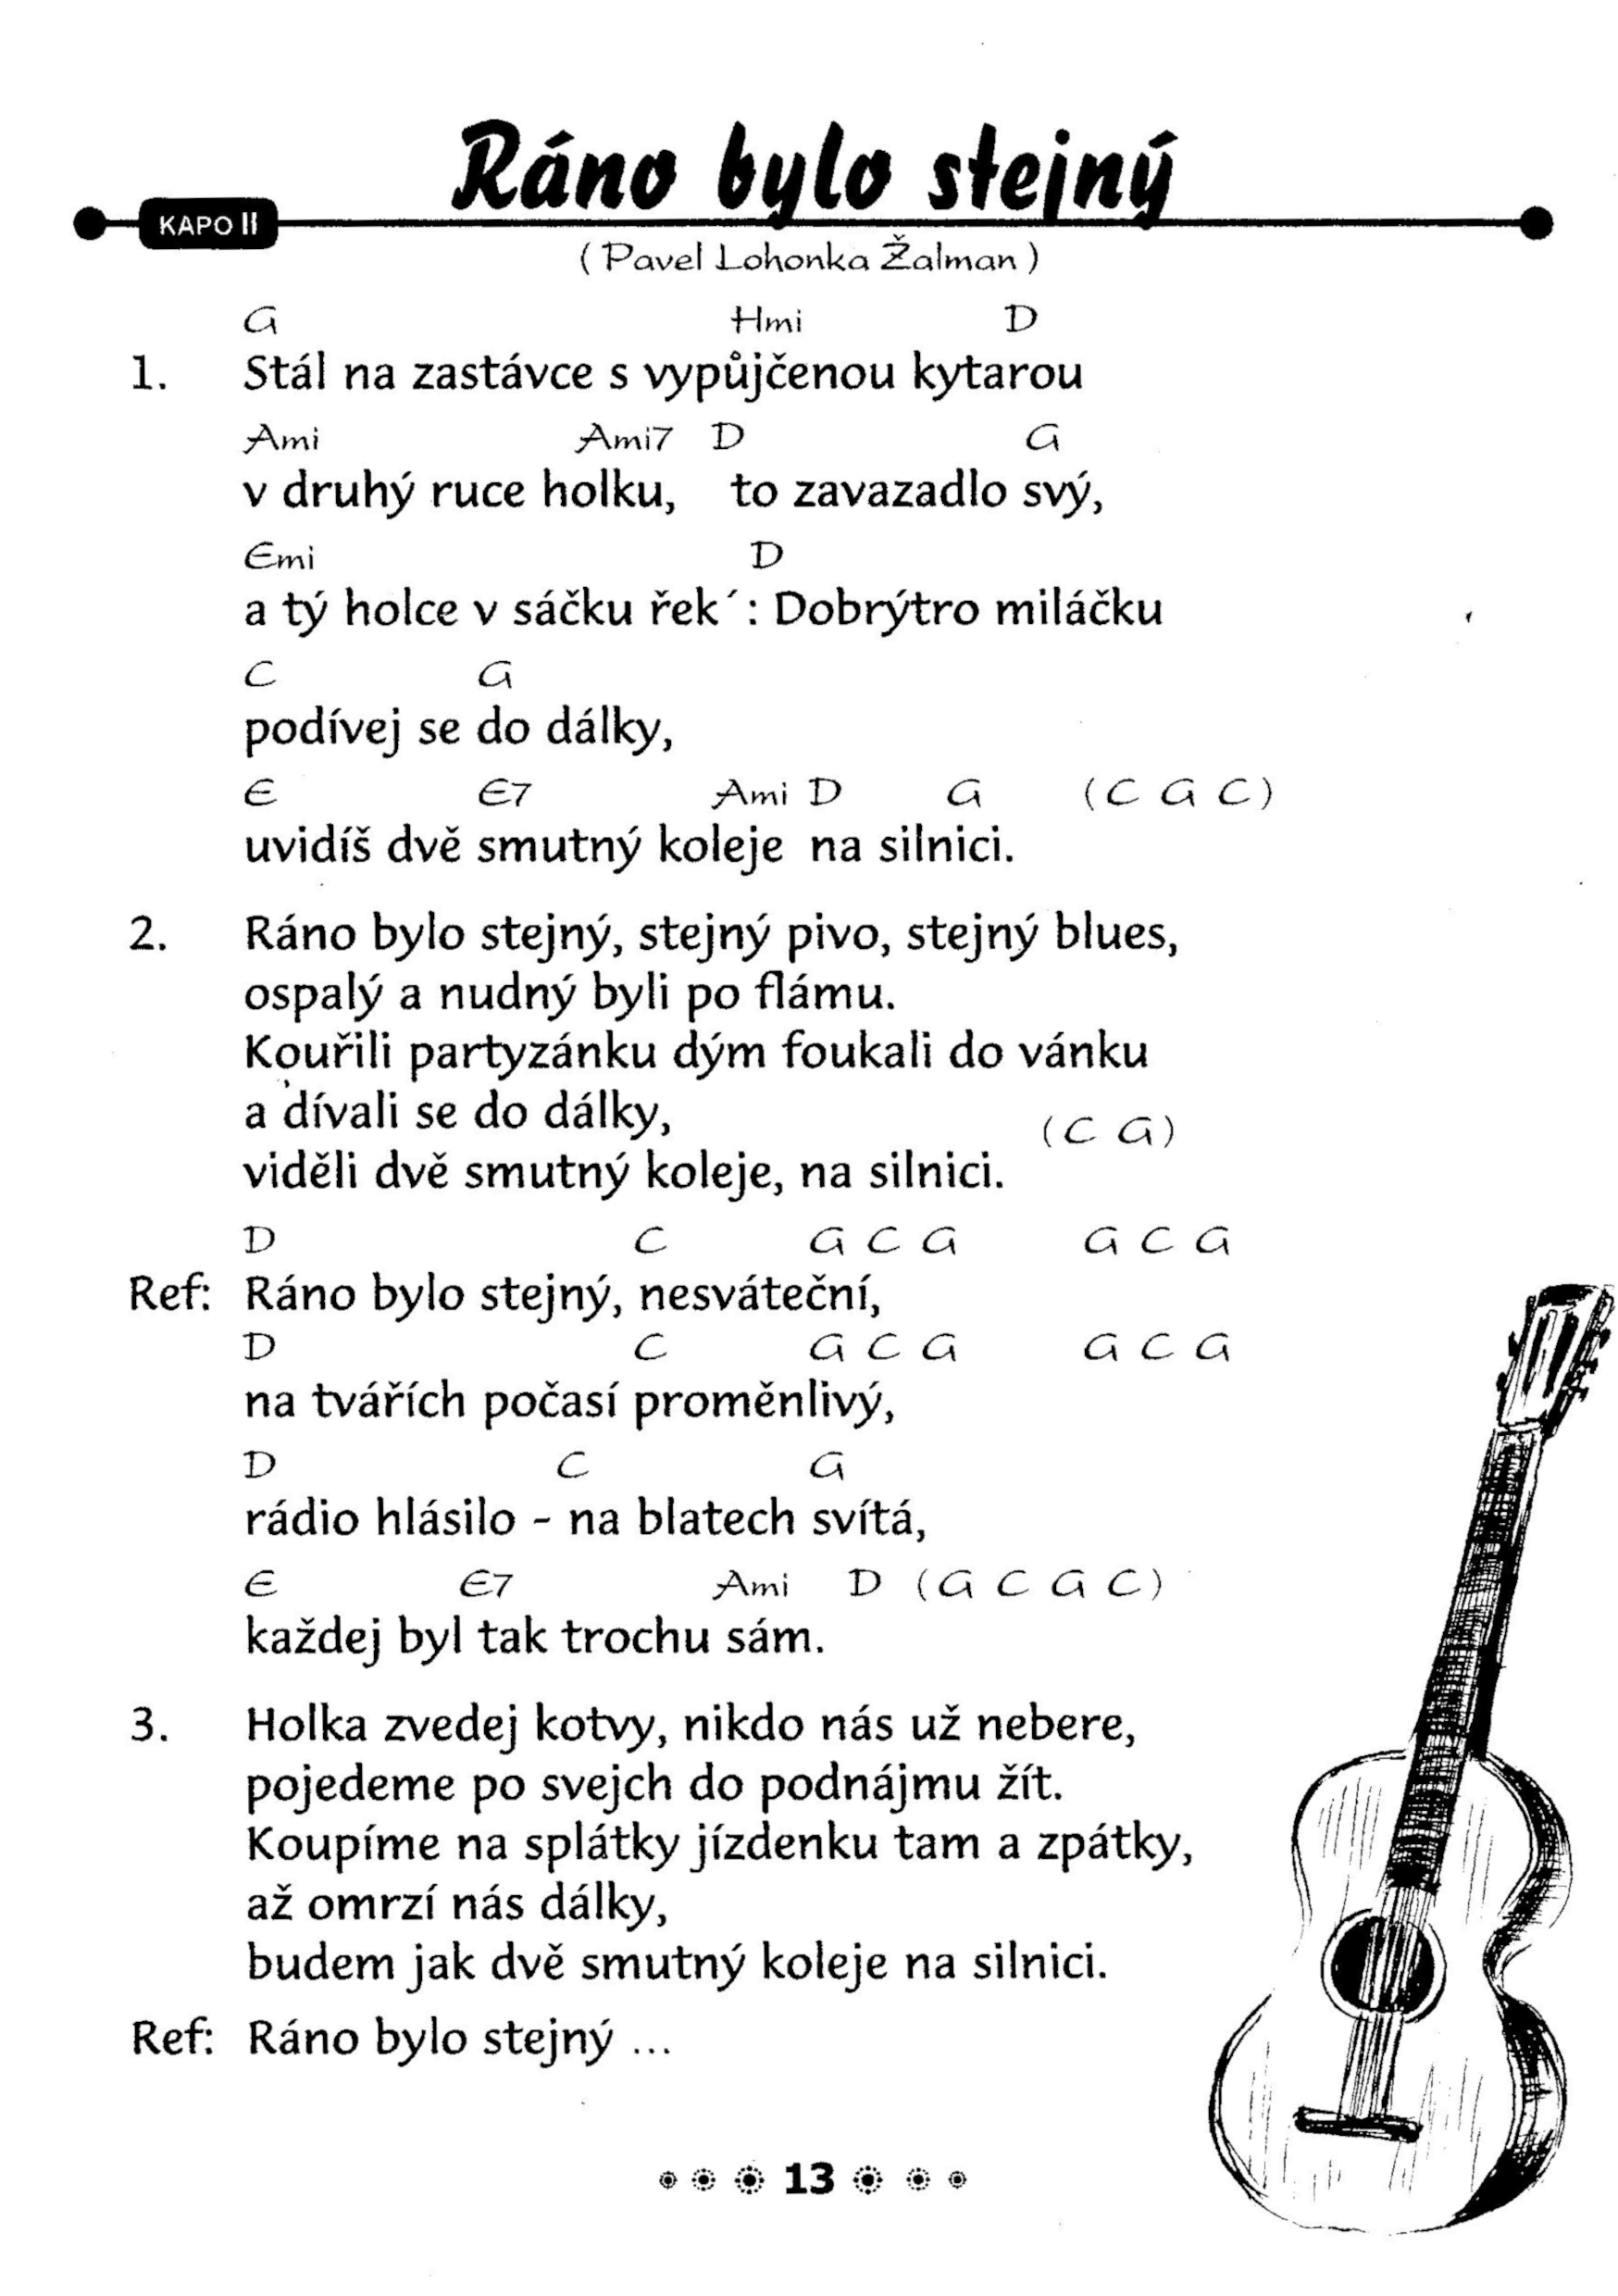 Ráno bylo stejný
KAPO II
( Pavel Lohonka Žalman )
G Hmi D
1. Stál na zastávce s vypůjčenou kytarou
Ami Ami7 D G
v druhý ruce holku, to zavazadlo svý,
Emi D
a tý holce v sáčku řek´: Dobrýtro miláčku
C G
podívej se do dálky,
E E7 Ami D G (C G C)
uvidíš dvě smutný koleje na silnici.
2. Ráno bylo stejný, stejný pivo, stejný blues,
ospalý a nudný byli po flámu.
Kouřili partyzánku dým foukali do vánku
a dívali se do dálky,
(C G)
viděli dvě smutný koleje, na silnici.
D C G C G G C G
Ref: Ráno bylo stejný, nesváteční,
D C G C G G C G
na tvářích počasí proměnlivý,
D C G
rádio hlásilo - na blatech svítá,
E E7 Ami D (G C G C)
každej byl tak trochu sám.
3. Holka zvedej kotvy, nikdo nás už nebere,
pojedeme po svejch do podnájmu žít.
Koupíme na splátky jízdenku tam a zpátky,
až omrzí nás dálky,
budem jak dvě smutný koleje na silnici.
Ref: Ráno bylo stejný ...
13